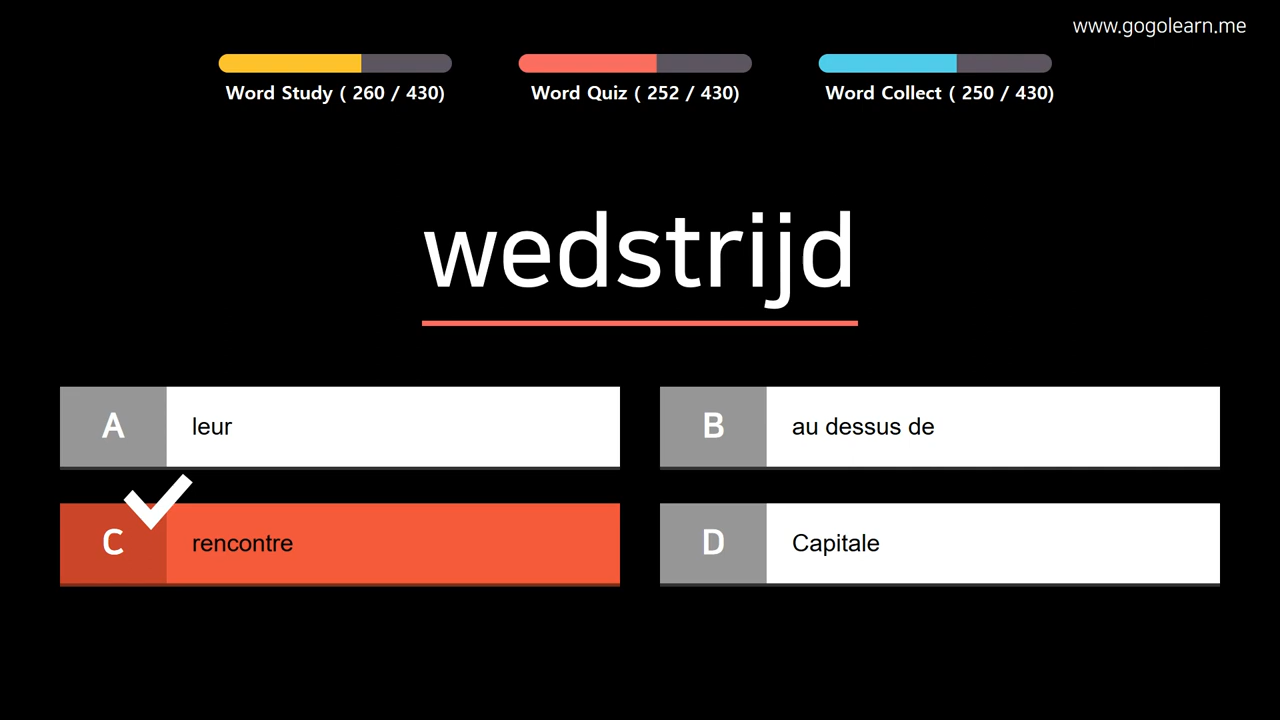 www.gogolearn.me
Word Study ( 260 / 430)
Word Quiz ( 252 / 430)
Word Collect ( 250 / 430)
wedstrijd
A leur
B au dessus de
C rencontre
D Capitale